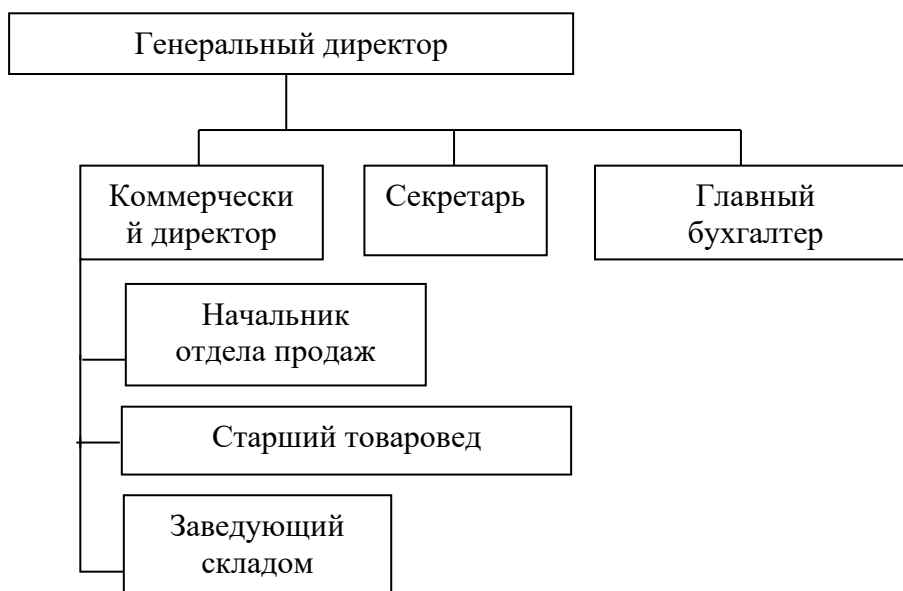 Генеральный директор
Коммерчески
й директор
Секретарь
Главный
бухгалтер
Начальник
отдела продаж
Старший товаровед
Заведующий
складом